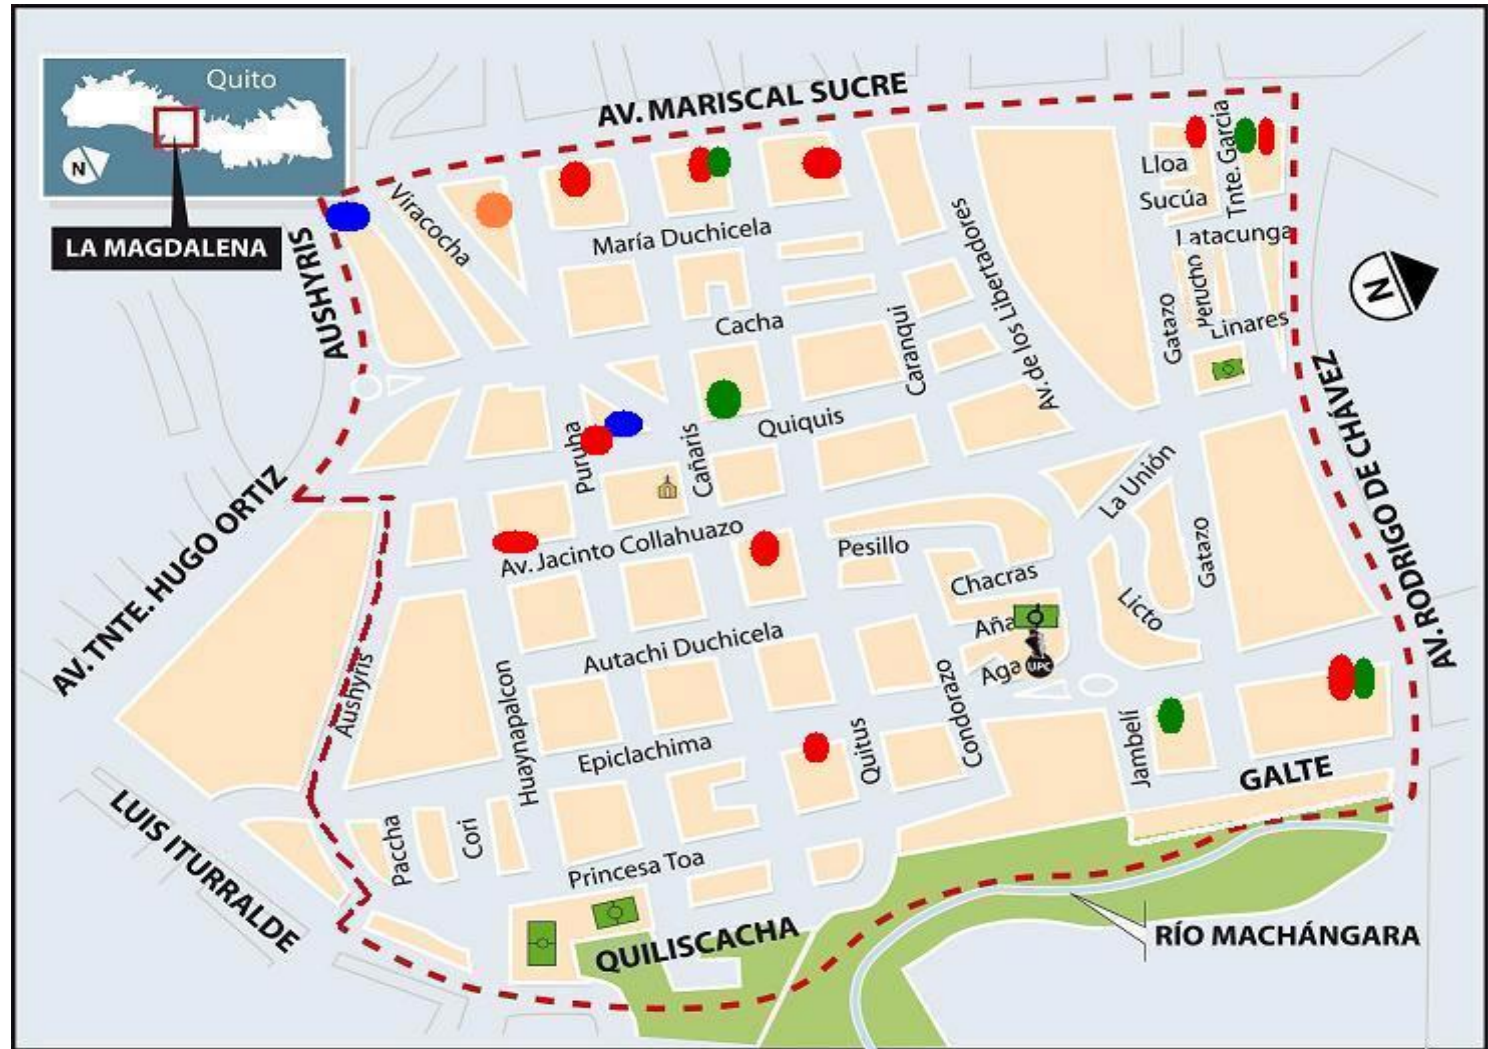 Quito
N
LA MAGDALENA
AV. MARISCAL SUCRE
Viracocha
AUSHYRIS
María Duchicela
Lloa
Tnte. García
Sucúa
Latacunga
Perucho
Gatazo
Linares
N
Cacha
Caranqui
Av. de los Libertadores
Quiquis
Puruha
Cañaris
AV. RODRIGO DE CHÁVEZ
La Unión
AV. TNTE. HUGO ORTIZ
Av. Jacinto Collahuazo
Pesillo
Gatazo
Chacras
Licto
Aña
Aga
UPC
Autachi Duchicela
Aushyris
Huaynapalcon
Condorazo
Epiclachima
Quitus
Jambelí
GALTE
LUIS ITURRALDE
Paccha
Cori
Princesa Toa
QUILISCACHA
RÍO MACHÁNGARA